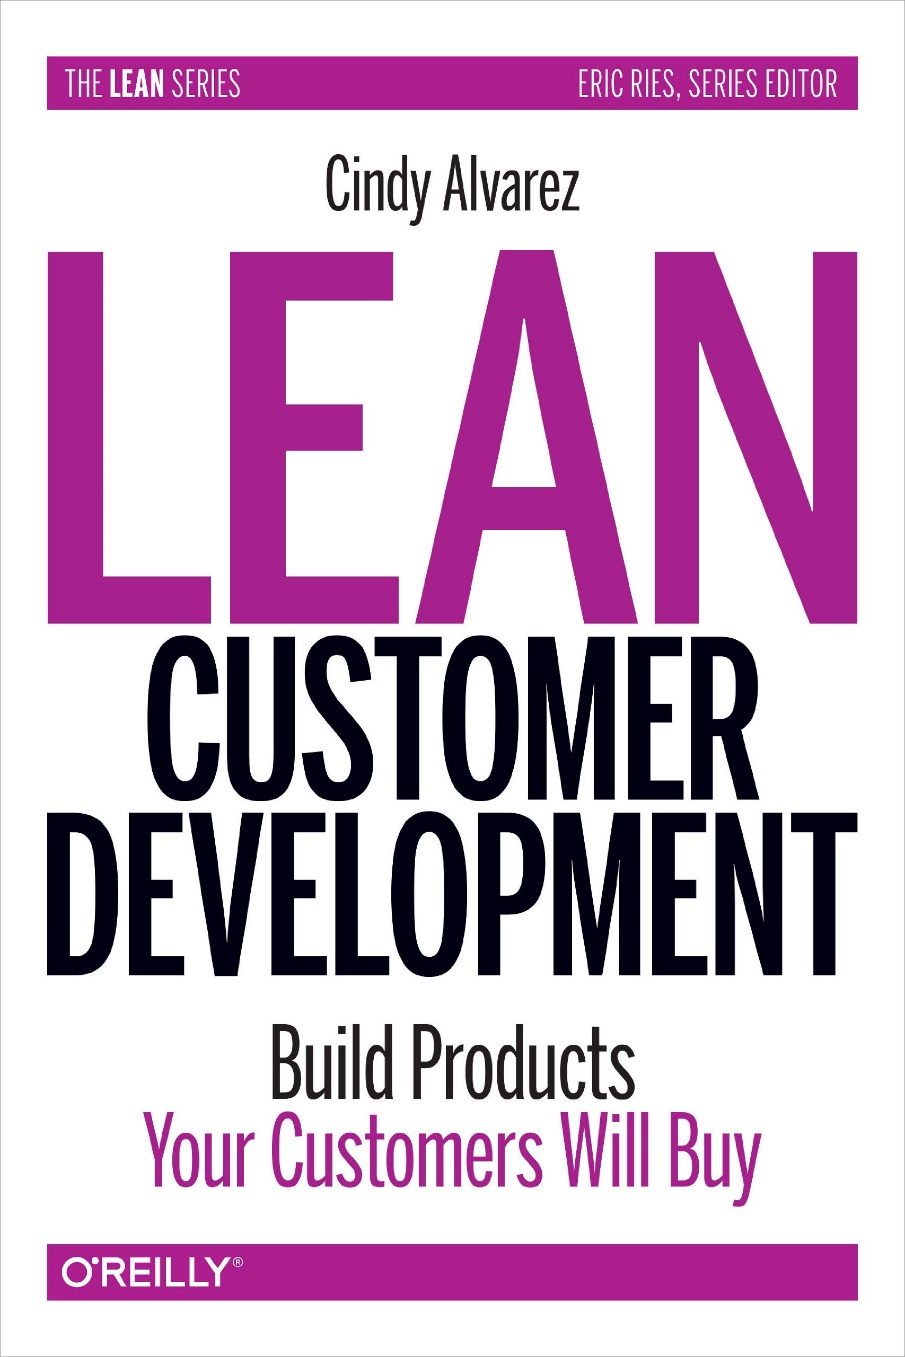 THE LEAN SERIES
ERIC RIES, SERIES EDITOR
Cindy Alvarez
LEAN
CUSTOMER
DEVELOPMENT
Build Products
Your Customers Will Buy
O'REILLY®